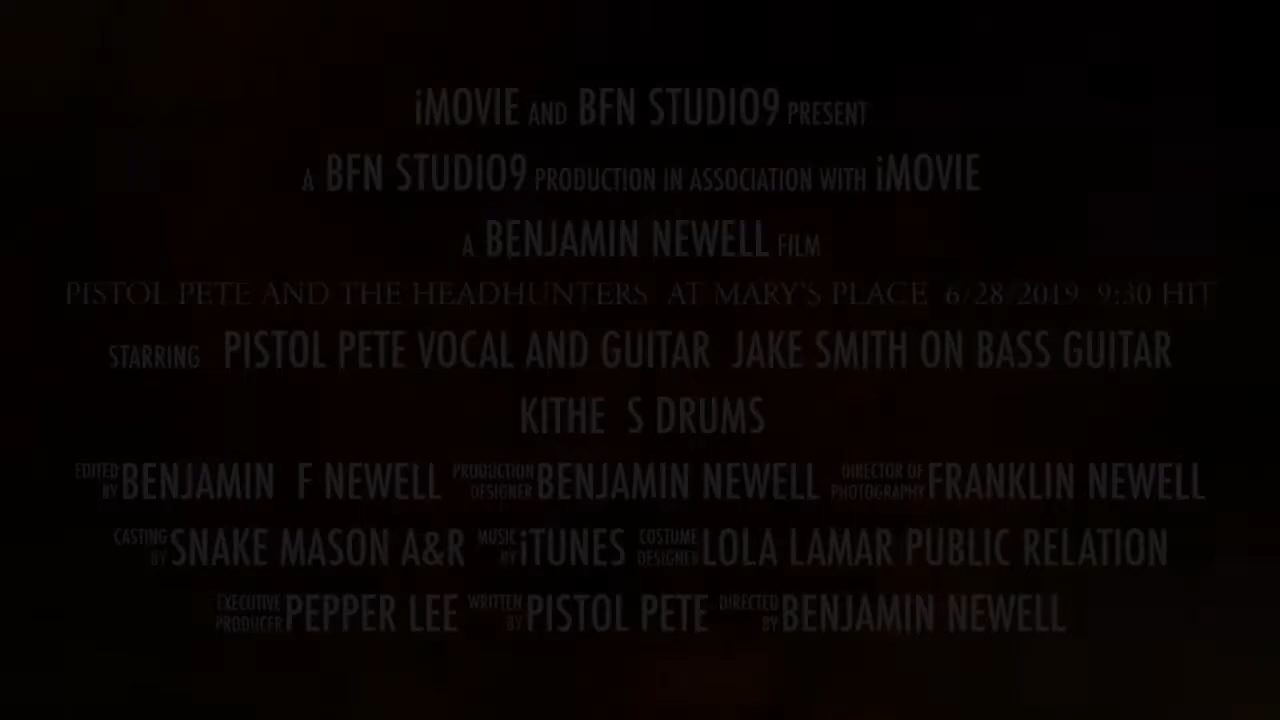 iMOVIE AND BFN STUDIO9 PRESENT
A BFN STUDIO9 PRODUCTION IN ASSOCIATION WITH iMOVIE
A BENJAMIN NEWELL FILM
PISTOL PETE AND THE HEADHUNTERS AT MARY'S PLACE 6/28/2019 9:30 HIT
STARRING PISTOL PETE VOCAL AND GUITAR JAKE SMITH ON BASS GUITAR
KITHE S DRUMS
EDITED BY BENJAMIN F NEWELL PRODUCTION DESIGNER BENJAMIN NEWELL DIRECTOR OF PHOTOGRAPHY FRANKLIN NEWELL
CASTING BY SNAKE MASON A&R MUSIC BY iTUNES COSTUME DESIGNER LOLA LAMAR PUBLIC RELATION
EXECUTIVE PRODUCER PEPPER LEE WRITTEN BY PISTOL PETE DIRECTED BY BENJAMIN NEWELL